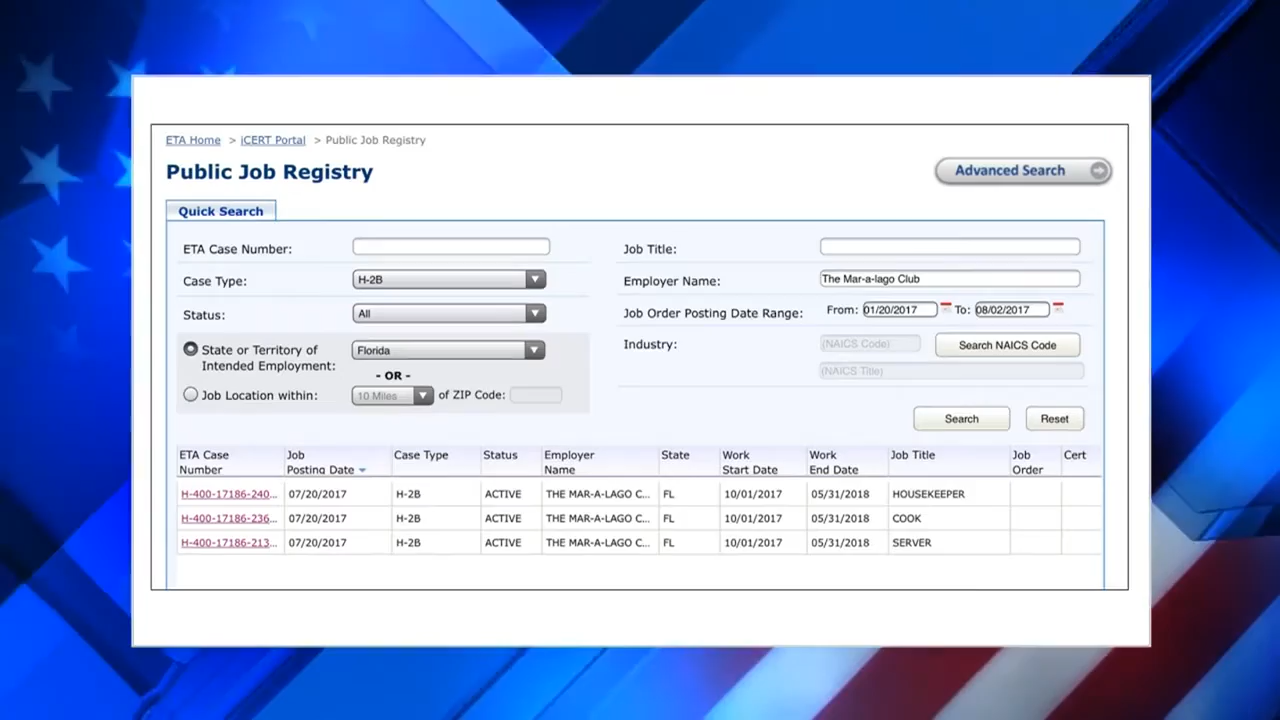 ETA Home > iCERT Portal > Public Job Registry
Public Job Registry
Advanced Search
Quick Search
ETA Case Number:
Job Title:
Case Type: H-2B
Employer Name: The Mar-a-lago Club
Status: All
Job Order Posting Date Range: From: 01/20/2017 To: 08/02/2017
State or Territory of Intended Employment: Florida
Industry: (NAICS Code) Search NAICS Code
(NAICS Title)
- OR -
Job Location within: 10 Miles of ZIP Code:
Search Reset
ETA Case Number Job Posting Date Case Type Status Employer Name State Work Start Date Work End Date Job Title Job Order Cert
H-400-17186-240... 07/20/2017 H-2B ACTIVE THE MAR-A-LAGO C... FL 10/01/2017 05/31/2018 HOUSEKEEPER
H-400-17186-236... 07/20/2017 H-2B ACTIVE THE MAR-A-LAGO C... FL 10/01/2017 05/31/2018 COOK
H-400-17186-213... 07/20/2017 H-2B ACTIVE THE MAR-A-LAGO C... FL 10/01/2017 05/31/2018 SERVER